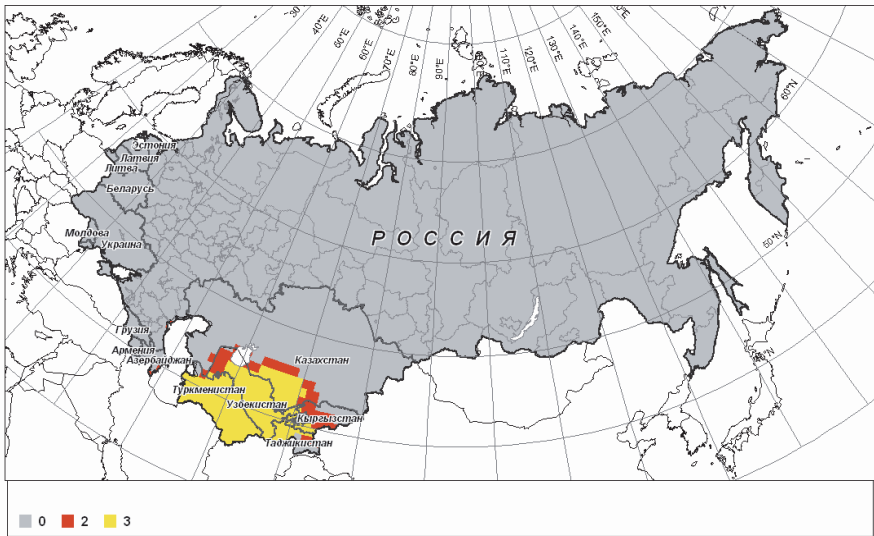 30°
40°E
50°E
60°E
70°E
80°E
90°E
110°E
120°E
130°E
140°E
150°E
60°N
50°N
Эстония
Латвия
Литва
Беларусь
Молдова
Украина
РОССИЯ
Грузия
Армения
Азербайджан
Казахстан
Туркменистан
Узбекистан
Кыргызстан
Таджикистан
0 2 3